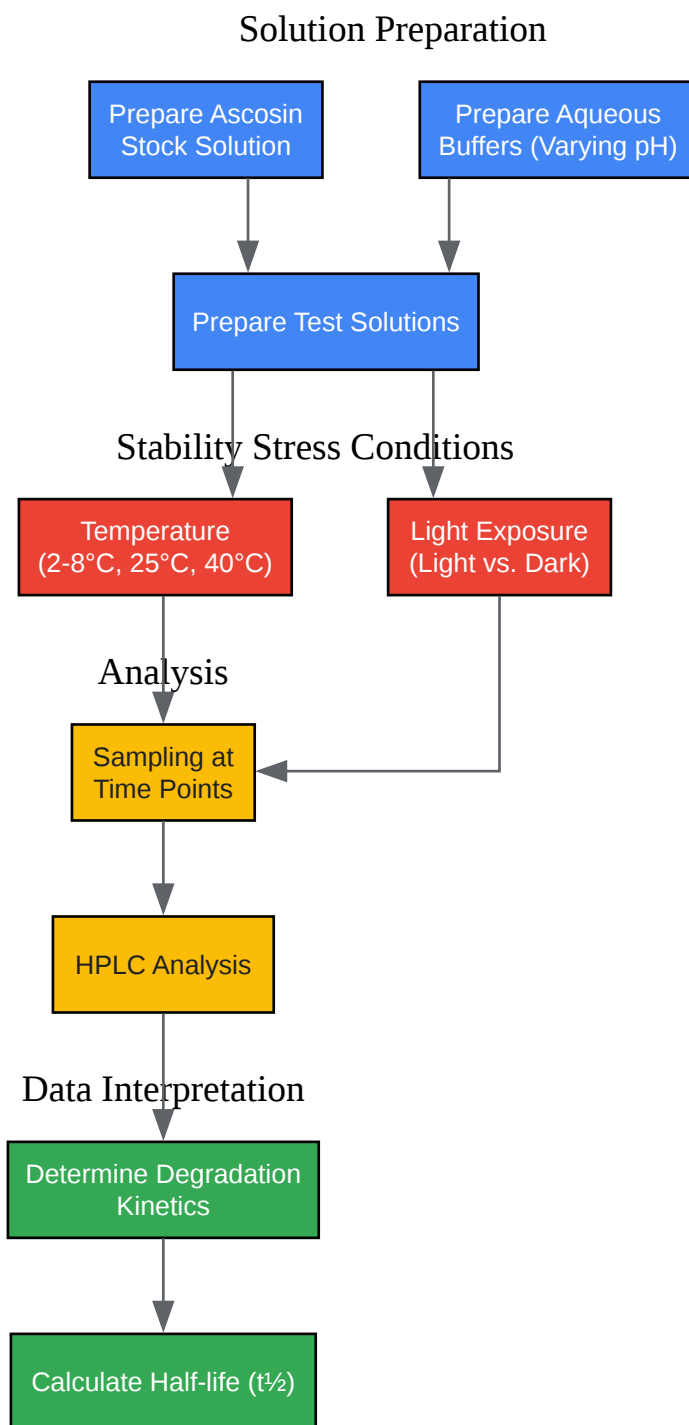 Solution Preparation
Prepare Ascosin
Stock Solution
Prepare Aqueous
Buffers (Varying pH)
Prepare Test Solutions
Stability Stress Conditions
Temperature
(2-8°C, 25°C, 40°C)
Light Exposure
(Light vs. Dark)
Analysis
Sampling at
Time Points
HPLC Analysis
Data Interpretation
Determine Degradation
Kinetics
Calculate Half-life (t½)